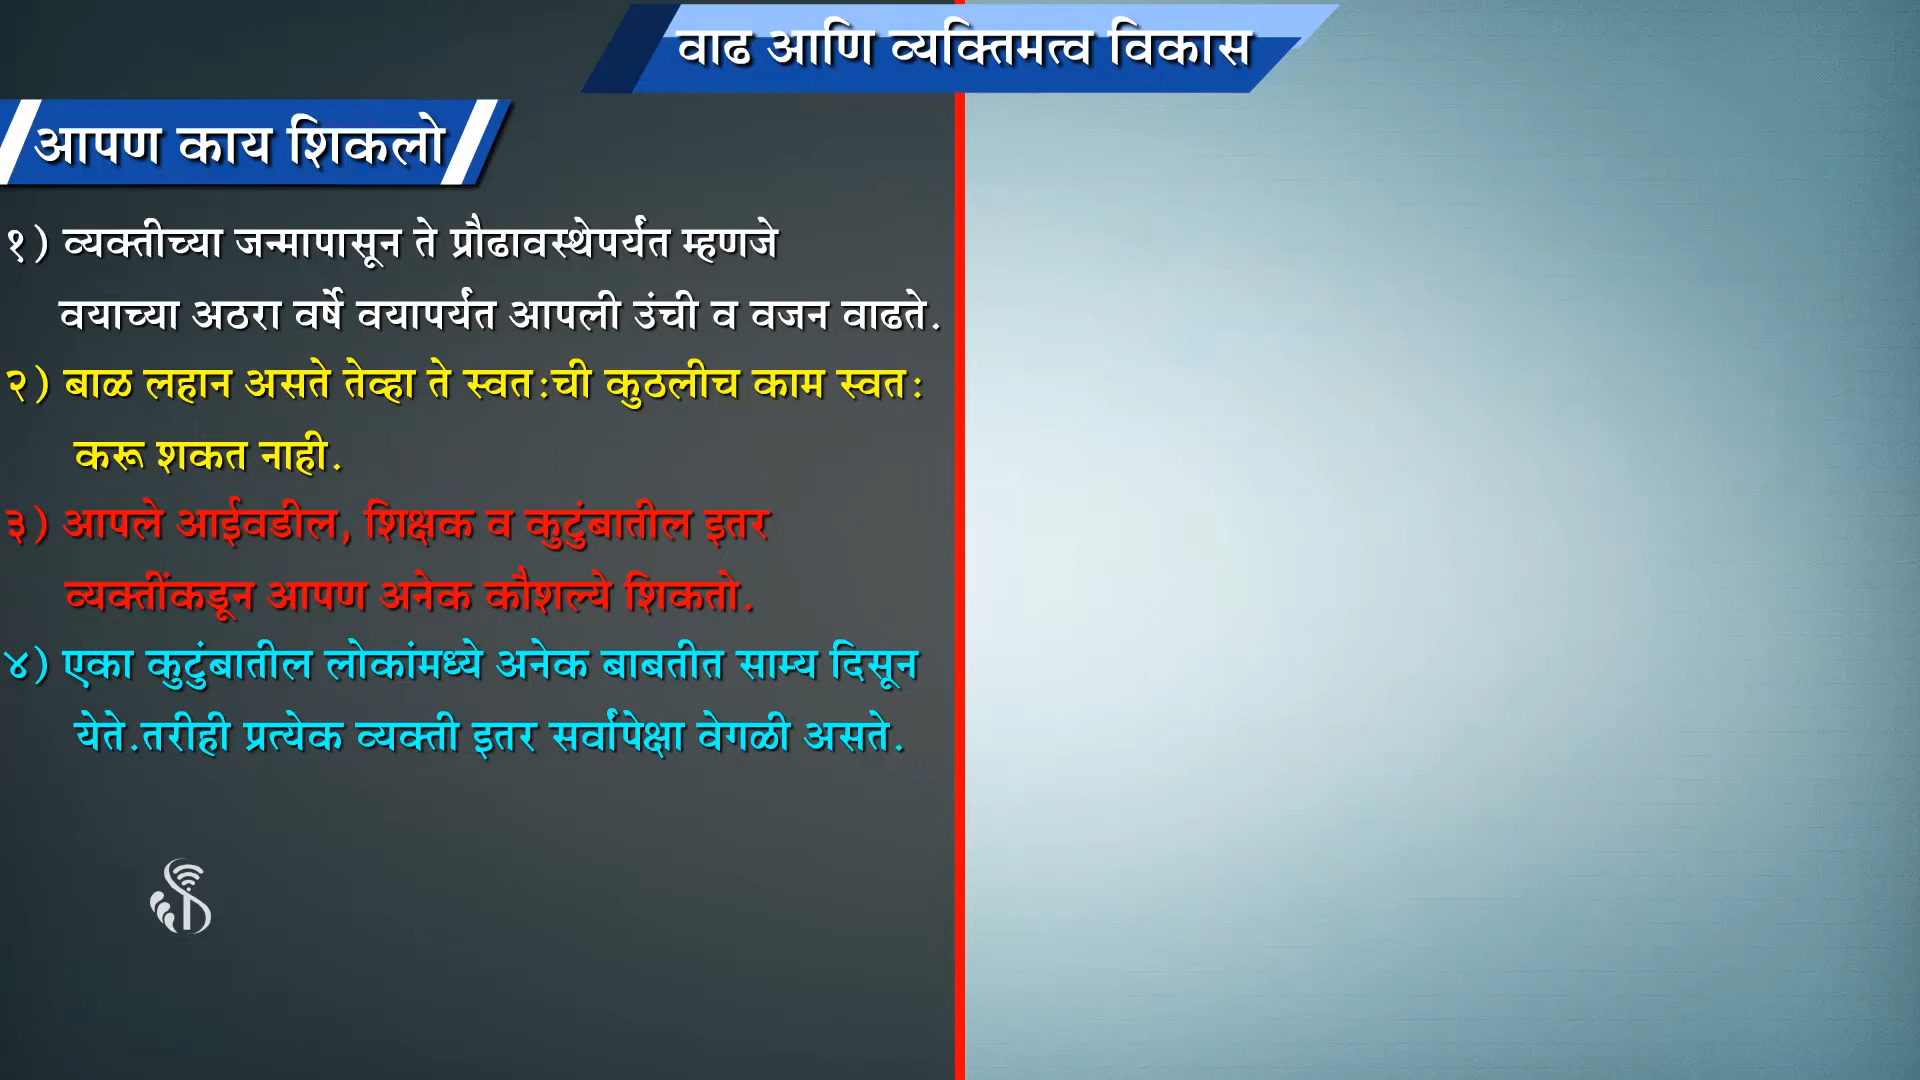 वाढ आणि व्यक्तिमत्व विकास
आपण काय शिकलो
१) व्यक्तीच्या जन्मापासून ते प्रौढावस्थेपर्यंत म्हणजे
वयाच्या अठरा वर्षे वयापर्यंत आपली उंची व वजन वाढते.
२) बाळ लहान असते तेव्हा ते स्वतःची कुठलीच काम स्वतः
करू शकत नाही.
३) आपले आईवडील, शिक्षक व कुटुंबातील इतर
व्यक्तींकडून आपण अनेक कौशल्ये शिकतो.
४) एका कुटुंबातील लोकांमध्ये अनेक बाबतीत साम्य दिसून
येते.तरीही प्रत्येक व्यक्ती इतर सर्वांपेक्षा वेगळी असते.